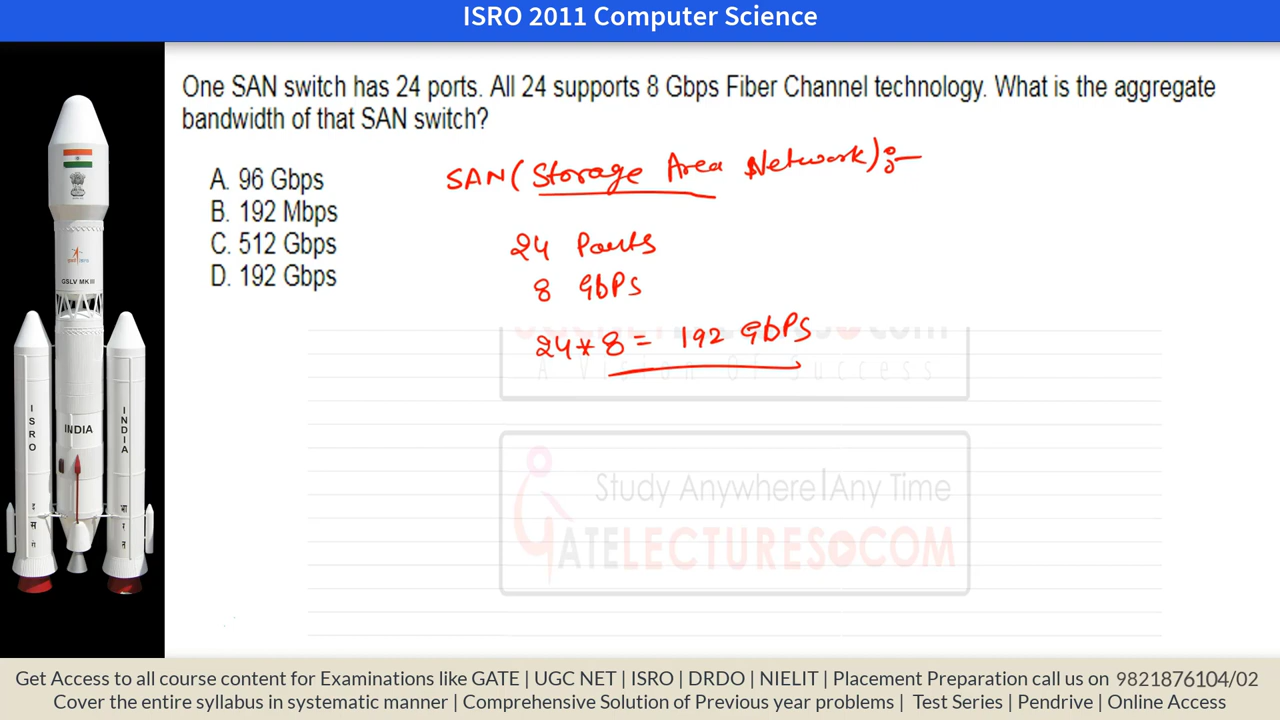 ISRO 2011 Computer Science
One SAN switch has 24 ports. All 24 supports 8 Gbps Fiber Channel technology. What is the aggregate
bandwidth of that SAN switch?
A. 96 Gbps
B. 192 Mbps
C. 512 Gbps
D. 192 Gbps
SAN (Storage Area Network):-
24 Ports
8 GbPS
24*8 = 192 GbPS
A Vision Of Success
Study Anywhere|Any Time
GATELECTURES.COM
GSLV MK III
INDIA
ISRO
INDIA
Get Access to all course content for Examinations like GATE | UGC NET | ISRO | DRDO | NIELIT | Placement Preparation call us on 9821876104/02
Cover the entire syllabus in systematic manner | Comprehensive Solution of Previous year problems | Test Series | Pendrive | Online Access